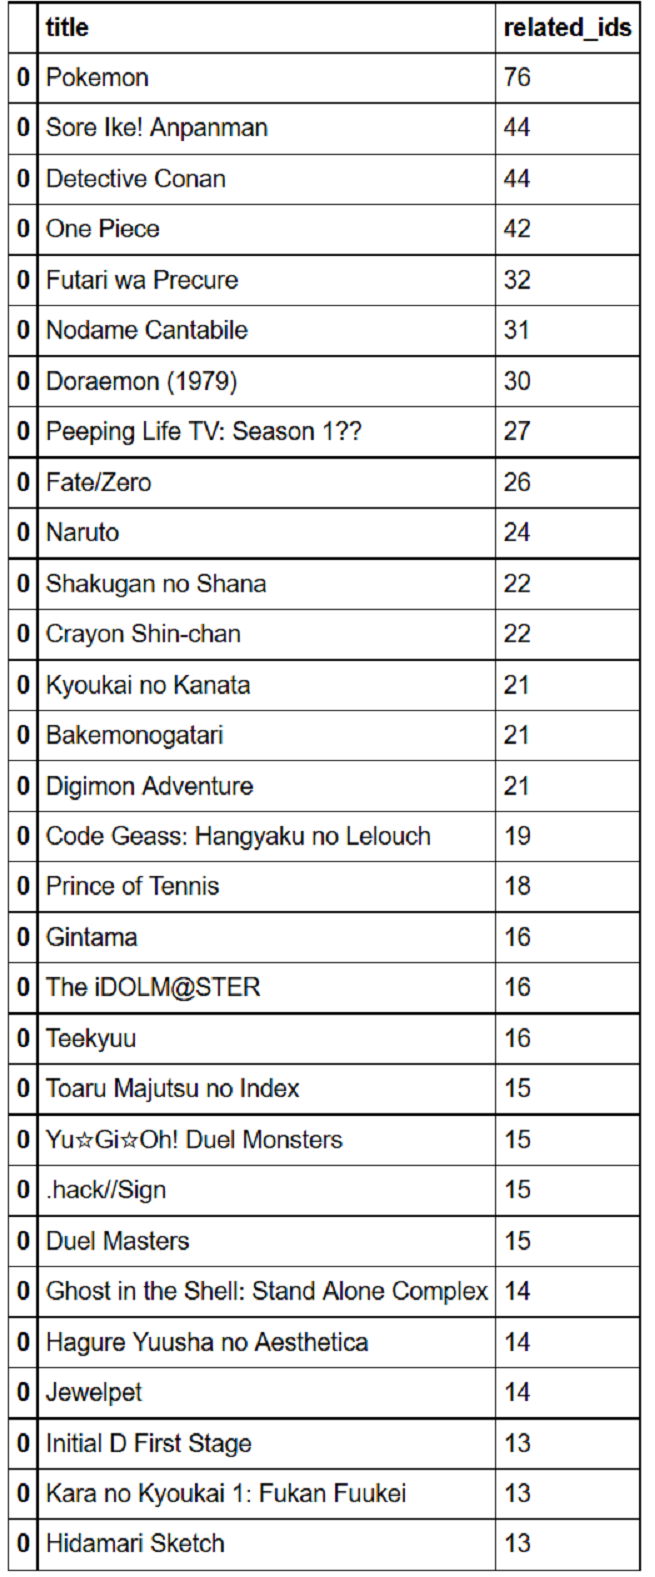 title related_ids
0 Pokemon 76
0 Sore Ike! Anpanman 44
0 Detective Conan 44
0 One Piece 42
0 Futari wa Precure 32
0 Nodame Cantabile 31
0 Doraemon (1979) 30
0 Peeping Life TV: Season 1?? 27
0 Fate/Zero 26
0 Naruto 24
0 Shakugan no Shana 22
0 Crayon Shin-chan 22
0 Kyoukai no Kanata 21
0 Bakemonogatari 21
0 Digimon Adventure 21
0 Code Geass: Hangyaku no Lelouch 19
0 Prince of Tennis 18
0 Gintama 16
0 The iDOLM@STER 16
0 Teekyuu 16
0 Toaru Majutsu no Index 15
0 Yu☆Gi☆Oh! Duel Monsters 15
0 .hack//Sign 15
0 Duel Masters 15
0 Ghost in the Shell: Stand Alone Complex 14
0 Hagure Yuusha no Aesthetica 14
0 Jewelpet 14
0 Initial D First Stage 13
0 Kara no Kyoukai 1: Fukan Fuukei 13
0 Hidamari Sketch 13